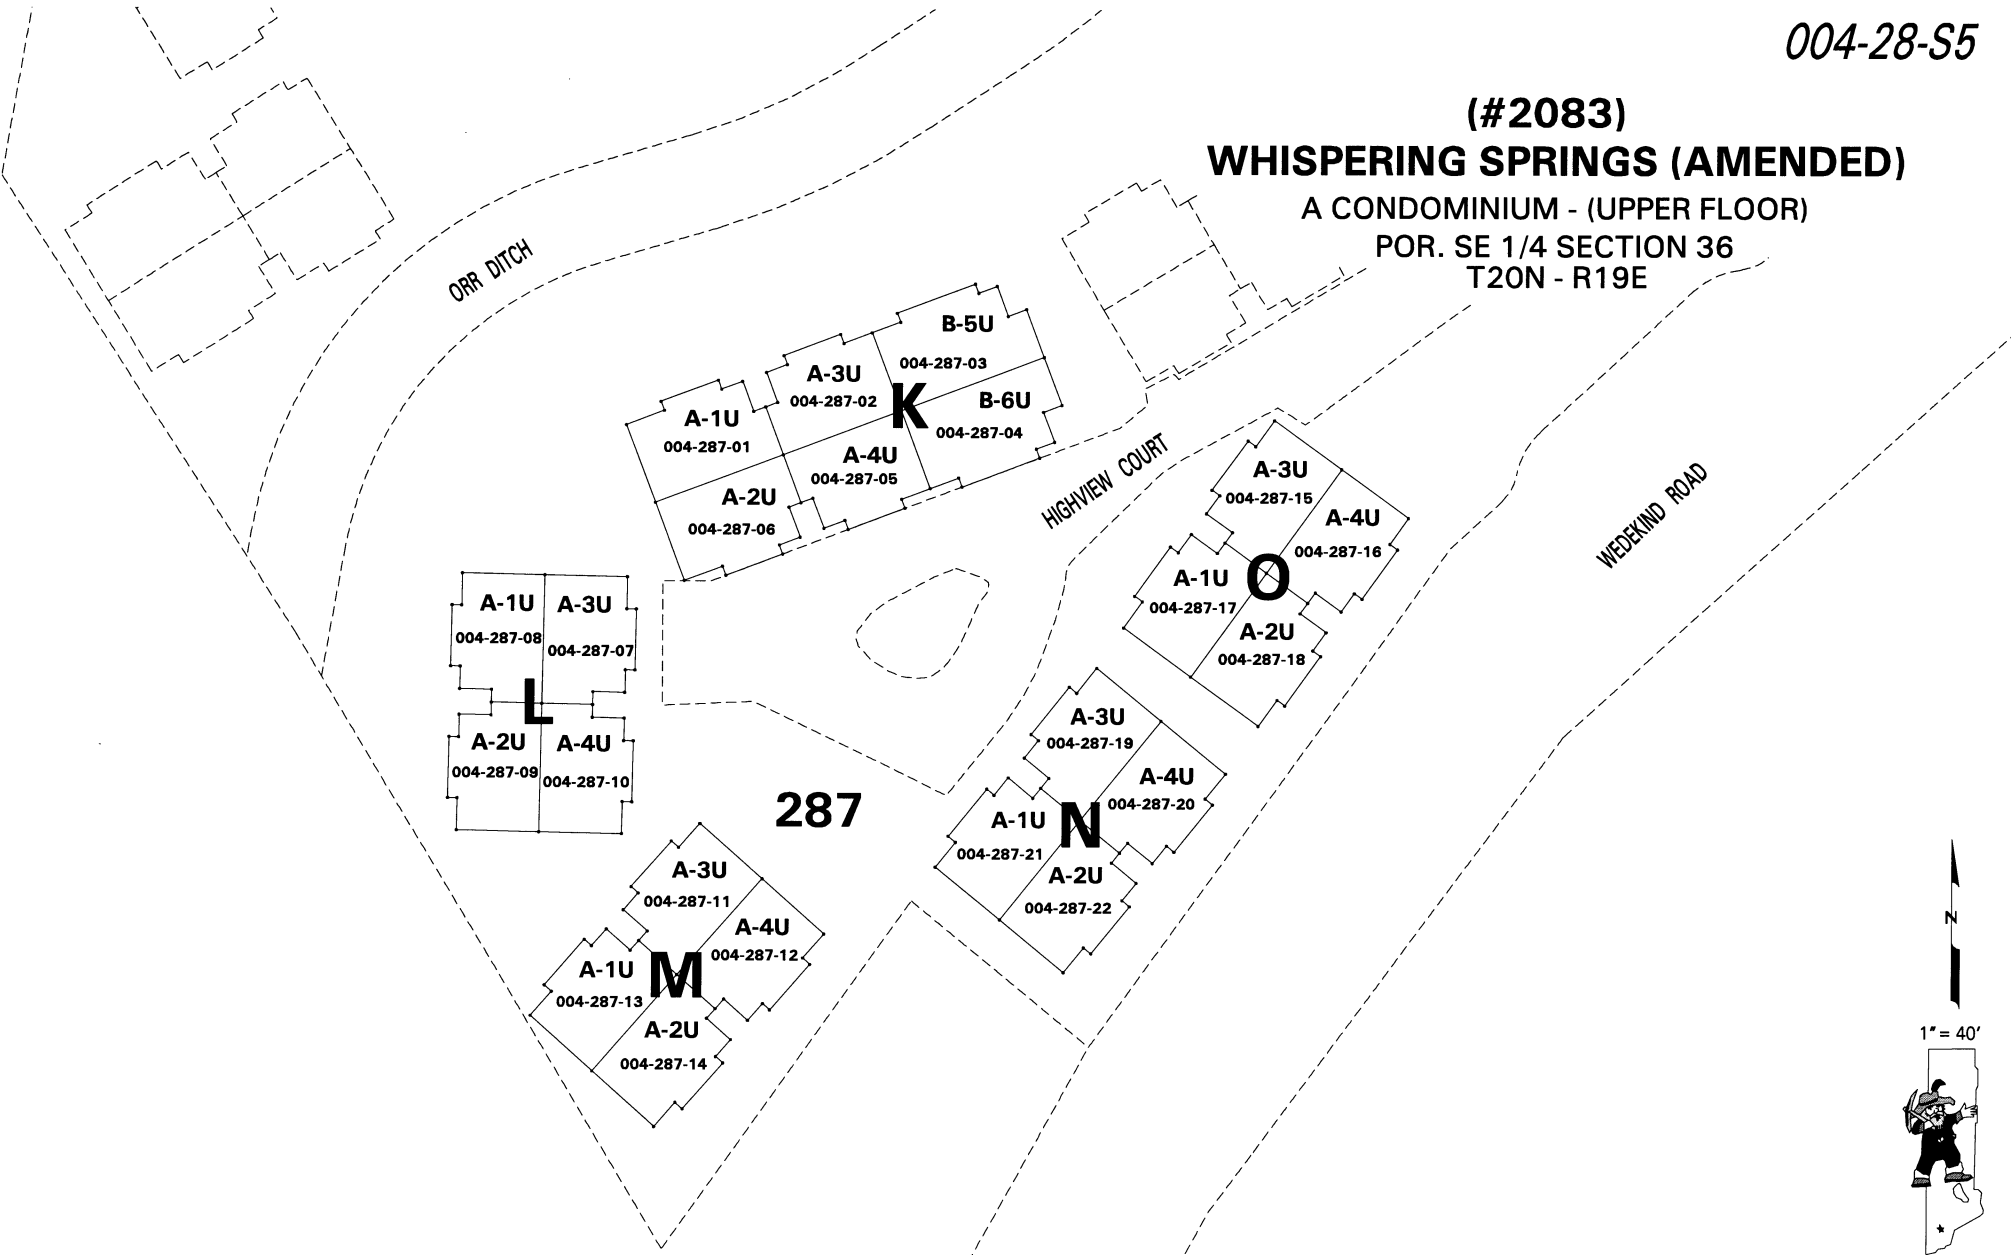 004-28-S5
(#2083)
WHISPERING SPRINGS (AMENDED)
A CONDOMINIUM - (UPPER FLOOR)
POR. SE 1/4 SECTION 36
T20N - R19E
ORR DITCH
B-5U
004-287-03
A-3U
004-287-02
K
B-6U
004-287-04
A-1U
004-287-01
A-4U
004-287-05
A-2U
004-287-06
HIGHVIEW COURT
WEDEKIND ROAD
A-3U
004-287-15
A-4U
004-287-16
O
A-1U
004-287-17
A-2U
004-287-18
A-1U
004-287-08
A-3U
004-287-07
L
A-2U
004-287-09
A-4U
004-287-10
A-3U
004-287-19
A-4U
004-287-20
N
A-1U
004-287-21
A-2U
004-287-22
287
A-3U
004-287-11
A-4U
004-287-12
M
A-1U
004-287-13
A-2U
004-287-14
N
1" = 40'